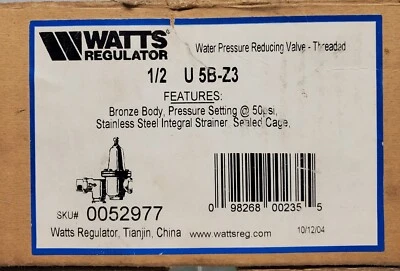 WATTS
REGULATOR
Water Pressure Reducing Valve - Threadad
1/2 U 5B-Z3
FEATURES:
Bronze Body, Pressure Setting @ 50psi,
Stainless Steel Integral Strainer, Sealed Cage,
SKU# 0052977
0 98268 00235 5
Watts Regulator, Tianjin, China www.wattsreg.com 10/12/04